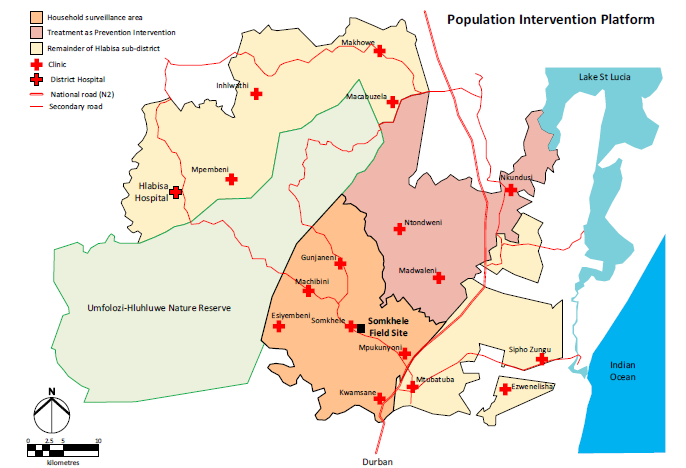 Population Intervention Platform
Household surveillance area
Treatment as Prevention Intervention
Remainder of Hlabisa sub-district
Clinic
District Hospital
National road (N2)
Secondary road
Makhowe
Lake St Lucia
Inhlwathi
Macabuzela
Mpembeni
Nkundusi
Hlabisa
Hospital
Ntondweni
Gunjaneni
Madwaleni
Machibini
Umfolozi-Hluhluwe Nature Reserve
Esiyembeni
Somkhele
Somkhele
Field Site
Mpukunyoni
Sipho Zungu
Indian
Ocean
Mtubatuba
Ezwenelisha
Kwamsane
N
0 2.5 5 10
kilometres
Durban